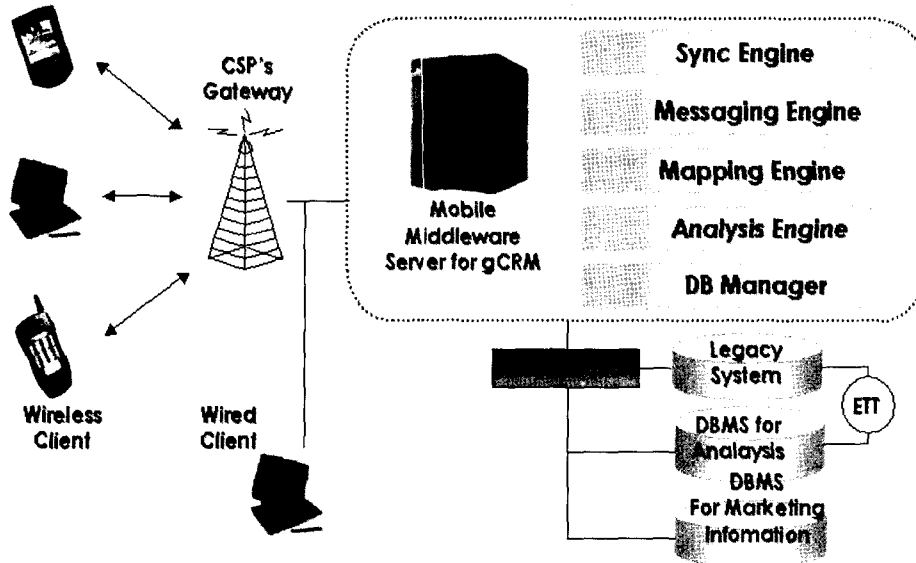 CSP's
Gateway
Wireless
Client
Wired
Client
Mobile
Middleware
Server for gCRM
Sync Engine
Messaging Engine
Mapping Engine
Analysis Engine
DB Manager
Legacy
System
ETT
DBMS for
Analaysis
DBMS
For Marketing
Infomation